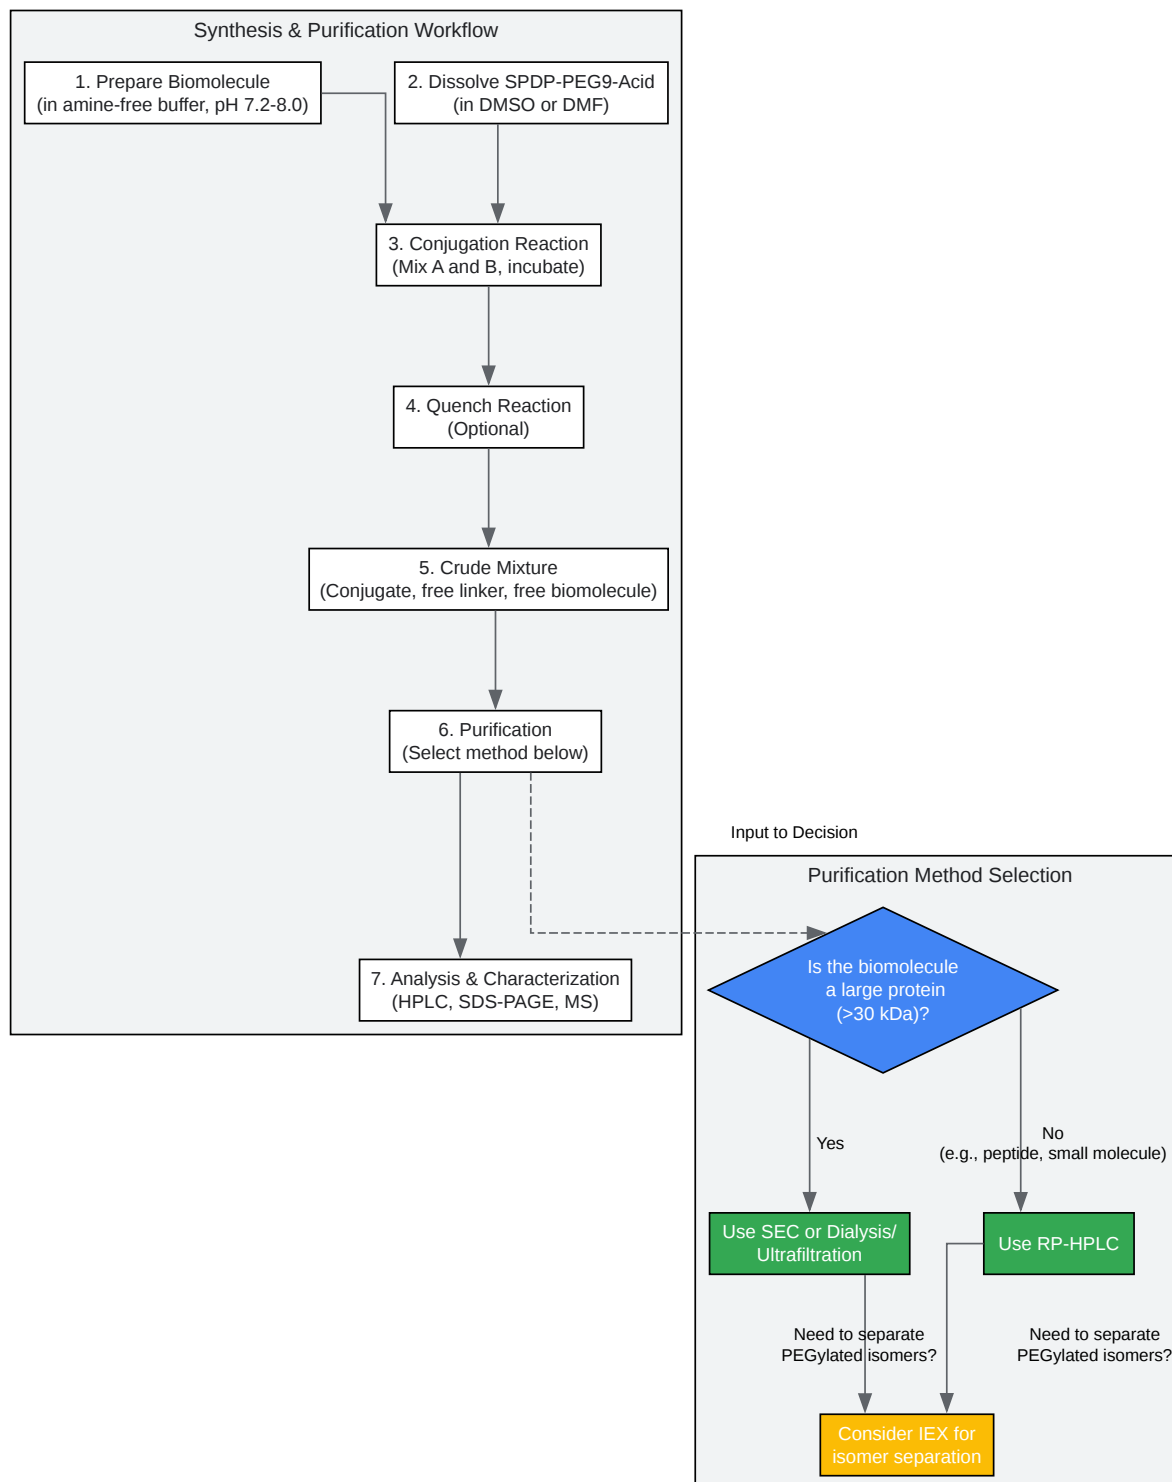 Synthesis & Purification Workflow
1. Prepare Biomolecule
(in amine-free buffer, pH 7.2-8.0)
2. Dissolve SPDP-PEG9-Acid
(in DMSO or DMF)
3. Conjugation Reaction
(Mix A and B, incubate)
4. Quench Reaction
(Optional)
5. Crude Mixture
(Conjugate, free linker, free biomolecule)
6. Purification
(Select method below)
7. Analysis & Characterization
(HPLC, SDS-PAGE, MS)
Input to Decision
Purification Method Selection
Is the biomolecule
a large protein
(>30 kDa)?
Yes
No
(e.g., peptide, small molecule)
Use SEC or Dialysis/
Ultrafiltration
Use RP-HPLC
Need to separate
PEGylated isomers?
Need to separate
PEGylated isomers?
Consider IEX for
isomer separation